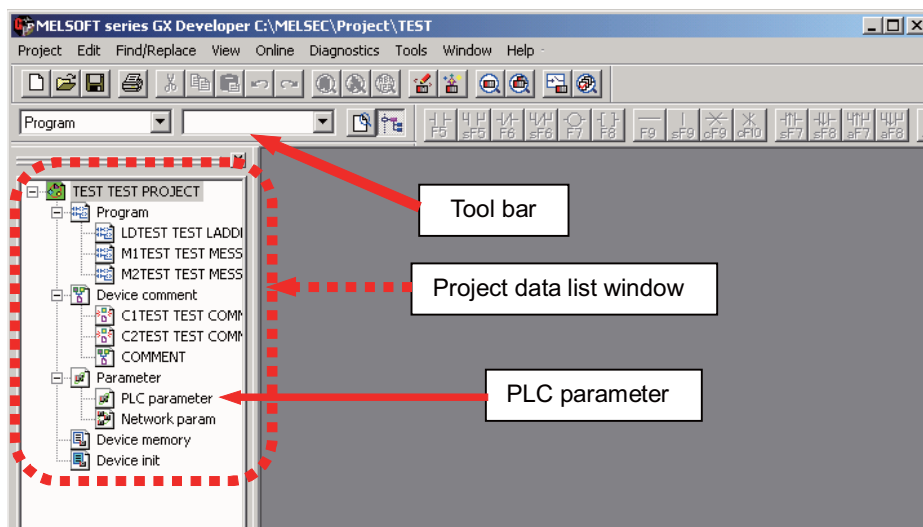 MELSOFT series GX Developer C:\MELSEC\Project\TEST
Project Edit Find/Replace View Online Diagnostics Tools Window Help
Program
F5 sF5 F6 sF6 F7 F8 F9 sF9 cF9 cF10 sF7 sF8 aF7 aF8
TEST TEST PROJECT
Program
LDTEST TEST LADDI
M1TEST TEST MESS
M2TEST TEST MESS
Device comment
C1TEST TEST COMM
C2TEST TEST COMM
COMMENT
Parameter
PLC parameter
Network param
Device memory
Device init
Tool bar
Project data list window
PLC parameter